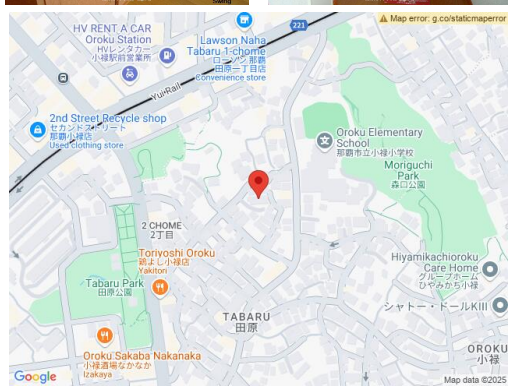 Swing
Map error: g.co/staticmaperror
HV RENT A CAR
Oroku Station
HVレンタカー
小禄駅前営業所
Lawson Naha
Tabaru 1-chome
ローソン 那覇
田原一丁目店
Convenience store
221
Yui-Rail
2nd Street Recycle shop
セカンドストリート
那覇小禄店
Used clothing store
Oroku Elementary
School
那覇市立小禄小学校
Moriguchi
Park
森口公園
2 CHOME
2丁目
Toriyoshi Oroku
鶏よし小禄店
Yakitori
Hiyamikachioroku
Care Home
グループホーム
ひやみかち小禄
Tabaru Park
田原公園
シャトー・ドールKIII
TABARU
田原
OROKU
小禄
Oroku Sakaba Nakanaka
小禄酒場なかなか
Izakaya
Google
Map data ©2025